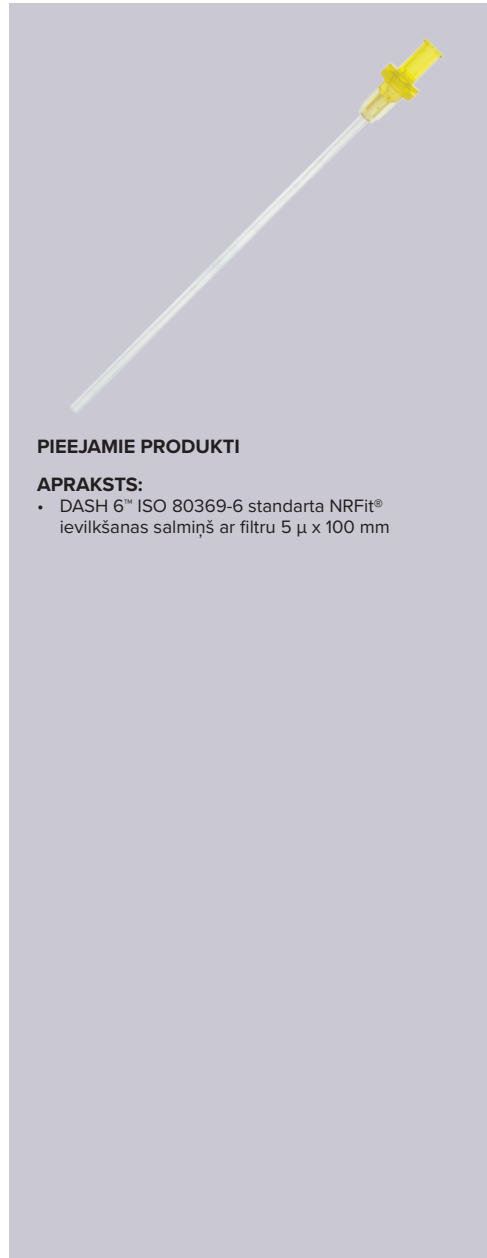 PIEEJAMIE PRODUKTI
APRAKSTS:
• DASH 6™ ISO 80369-6 standarta NRFit®
ievilkšanas salmiņš ar filtru 5 µ x 100 mm